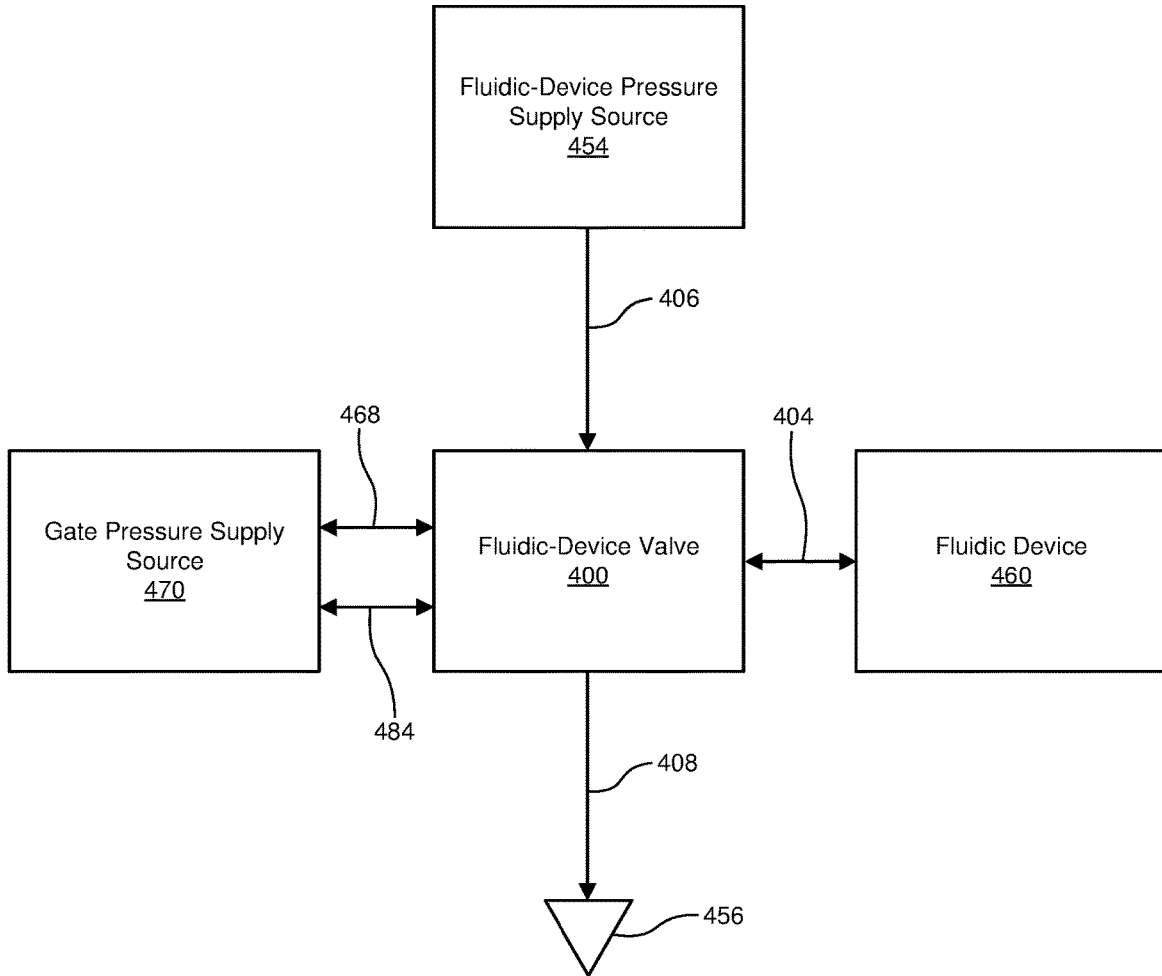 Fluidic-Device Pressure
Supply Source
454
406
468
404
Gate Pressure Supply
Source
470
Fluidic-Device Valve
400
Fluidic Device
460
484
408
456